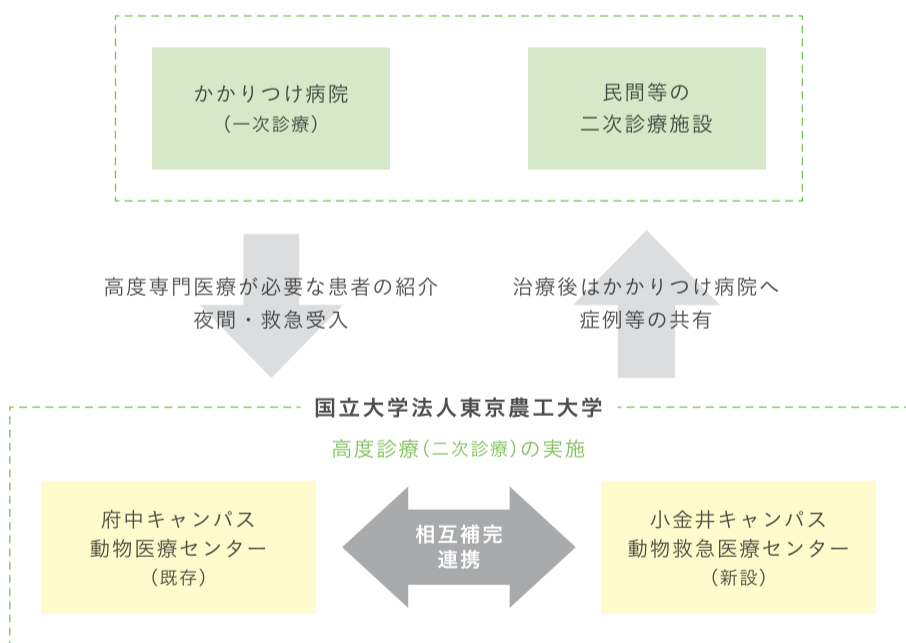 かかりつけ病院
(一次診療)
民間等の
二次診療施設
高度専門医療が必要な患者の紹介
夜間・救急受入
治療後はかかりつけ病院へ
症例等の共有
国立大学法人東京農工大学
高度診療(二次診療)の実施
府中キャンパス
動物医療センター
(既存)
相互補完
連携
小金井キャンパス
動物救急医療センター
(新設)